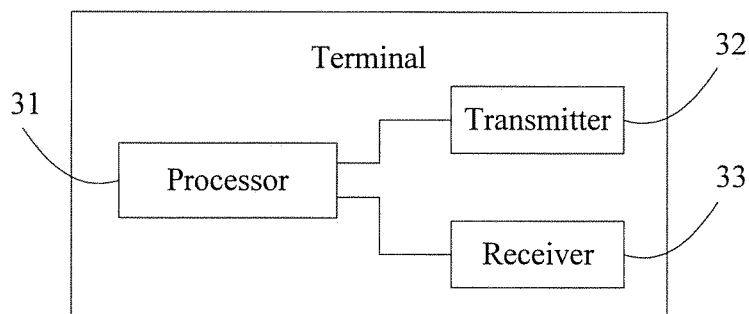 Terminal
32
31
Transmitter
Processor
33
Receiver